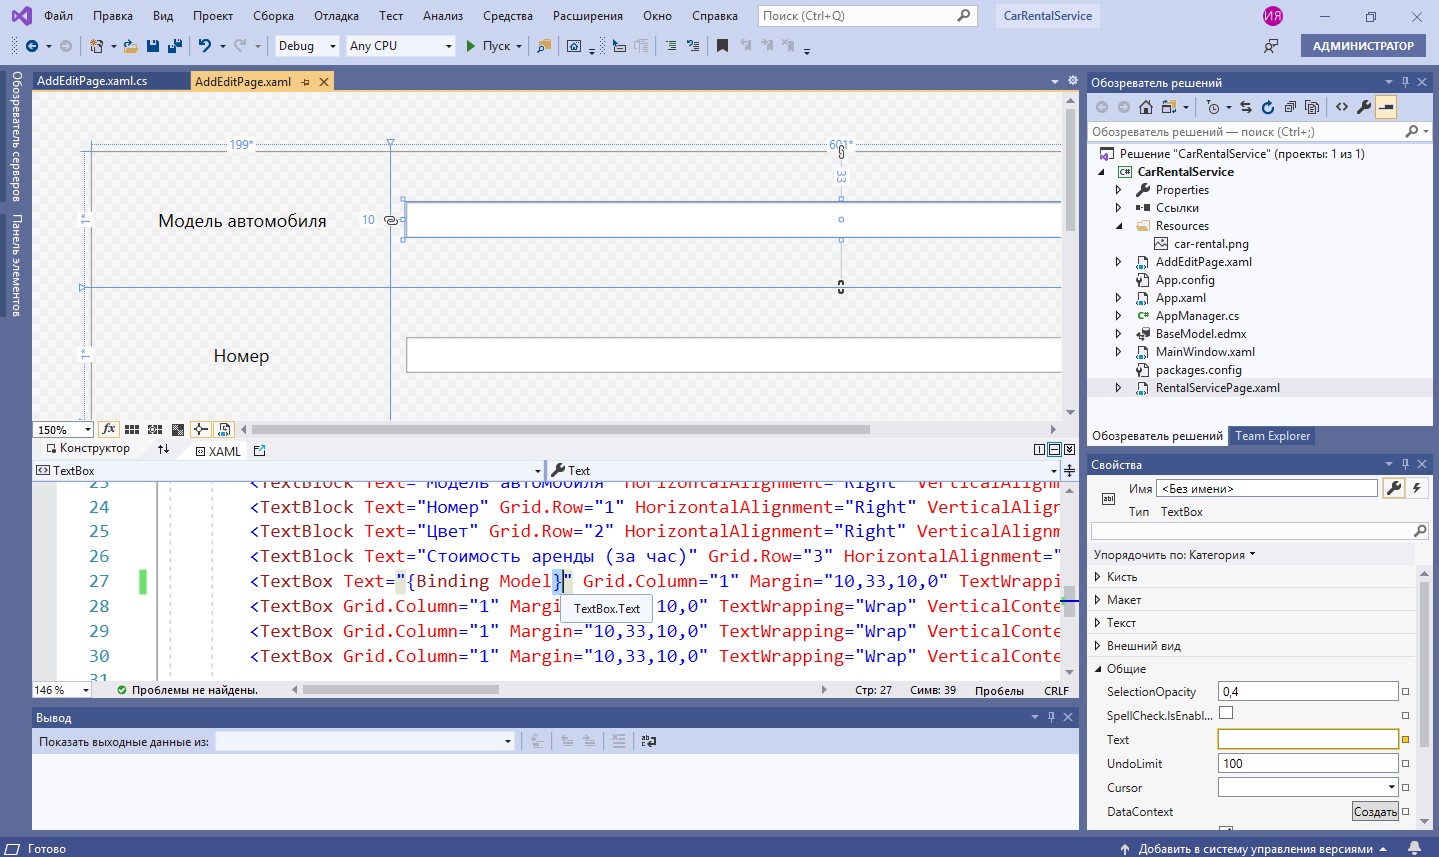 Файл Правка Вид Проект Сборка Отладка Тест Анализ Средства Расширения Окно Справка Поиск (Ctrl+Q) CarRentalService ИЯ
Debug Any CPU Пуск АДМИНИСТРАТОР
Обозреватель серверов
Панель элементов
AddEditPage.xaml.cs AddEditPage.xaml
199* 601*
33
1* Модель автомобиля 10
1* Номер
150% fx
Конструктор XAML
TextBox Text
23 <TextBlock Text="Модель автомобиля" HorizontalAlignment="Right" VerticalAlignm
24 <TextBlock Text="Номер" Grid.Row="1" HorizontalAlignment="Right" VerticalAlign
25 <TextBlock Text="Цвет" Grid.Row="2" HorizontalAlignment="Right" VerticalAlignm
26 <TextBlock Text="Стоимость аренды (за час)" Grid.Row="3" HorizontalAlignment="
27 <TextBox Text="{Binding Model}" Grid.Column="1" Margin="10,33,10,0" TextWrappi
28 <TextBox Grid.Column="1" Margi 10,0" TextWrapping="Wrap" VerticalConte
TextBox.Text
29 <TextBox Grid.Column="1" Margin="10,33,10,0" TextWrapping="Wrap" VerticalConte
30 <TextBox Grid.Column="1" Margin="10,33,10,0" TextWrapping="Wrap" VerticalConte
31
146 % Проблемы не найдены. Стр: 27 Симв: 39 Пробелы CRLF
Вывод
Показать выходные данные из:
Обозреватель решений
Обозреватель решений — поиск (Ctrl+;)
Решение "CarRentalService" (проекты: 1 из 1)
C# CarRentalService
Properties
Ссылки
Resources
car-rental.png
AddEditPage.xaml
App.config
App.xaml
C# AppManager.cs
BaseModel.edmx
MainWindow.xaml
packages.config
RentalServicePage.xaml
Обозреватель решений Team Explorer
Свойства
Имя <Без имени>
Тип TextBox
Упорядочить по: Категория
Кисть
Макет
Текст
Внешний вид
Общие
SelectionOpacity 0,4
SpellCheck.IsEnabl...
Text
UndoLimit 100
Cursor
DataContext Создать
Готово Добавить в систему управления версиями